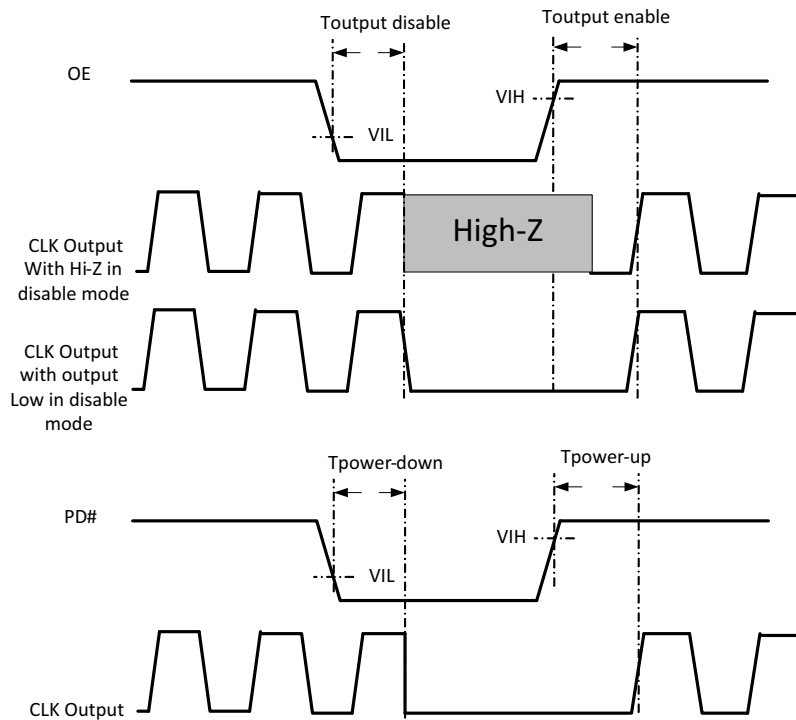 Toutput disable
Toutput enable
OE
VIH
VIL
High-Z
CLK Output
With Hi-Z in
disable mode
CLK Output
with output
Low in disable
mode
Tpower-down
Tpower-up
PD#
VIH
VIL
CLK Output